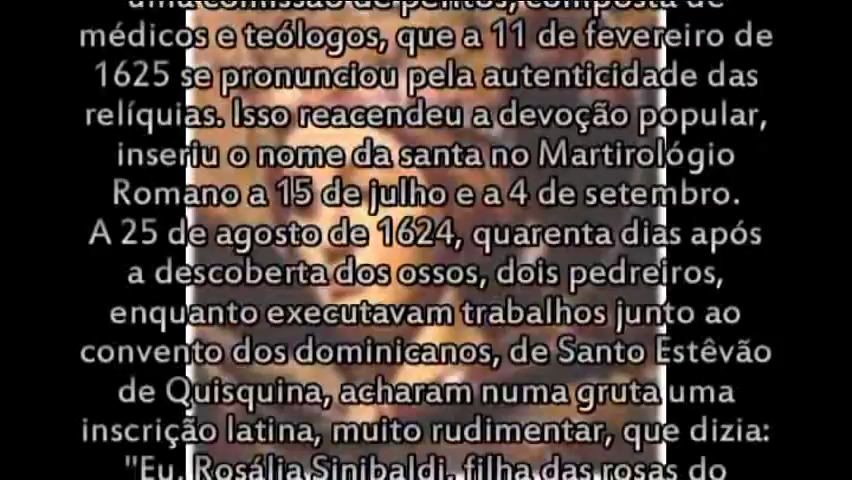 uma comissão de peritos, composta de
médicos e teólogos, que a 11 de fevereiro de
1625 se pronunciou pela autenticidade das
relíquias. Isso reacendeu a devoção popular,
inseriu o nome da santa no Martirológio
Romano a 15 de julho e a 4 de setembro.
A 25 de agosto de 1624, quarenta dias após
a descoberta dos ossos, dois pedreiros,
enquanto executavam trabalhos junto ao
convento dos dominicanos, de Santo Estêvão
de Quisquina, acharam numa gruta uma
inscrição latina, muito rudimentar, que dizia:
"Eu, Rosália Sinibaldi, filha das rosas do